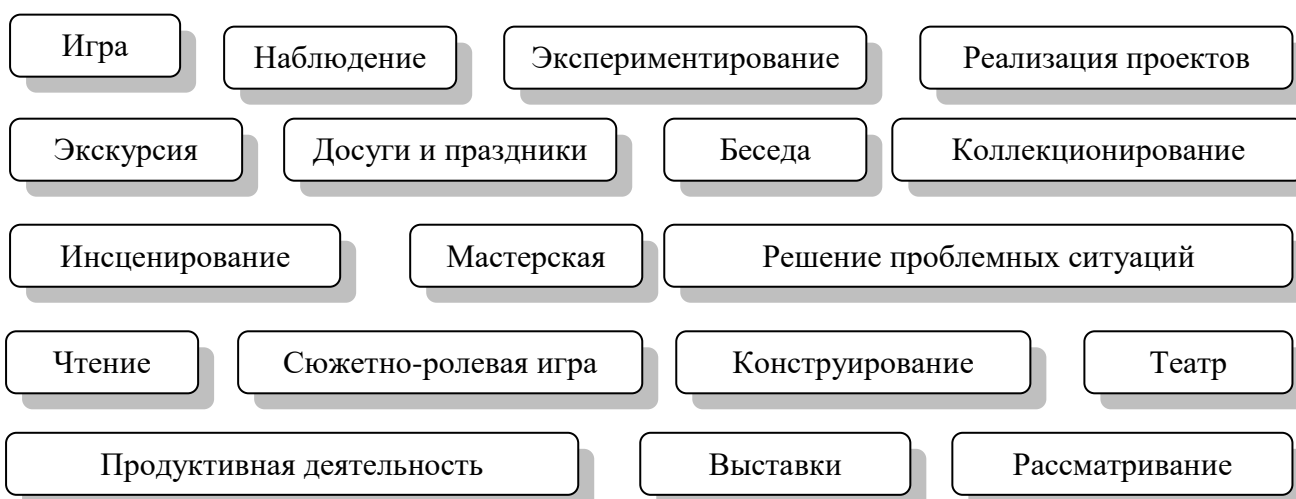 Игра
Наблюдение
Экспериментирование
Реализация проектов
Экскурсия
Досуги и праздники
Беседа
Коллекционирование
Инсценирование
Мастерская
Решение проблемных ситуаций
Чтение
Сюжетно-ролевая игра
Конструирование
Театр
Продуктивная деятельность
Выставки
Рассматривание